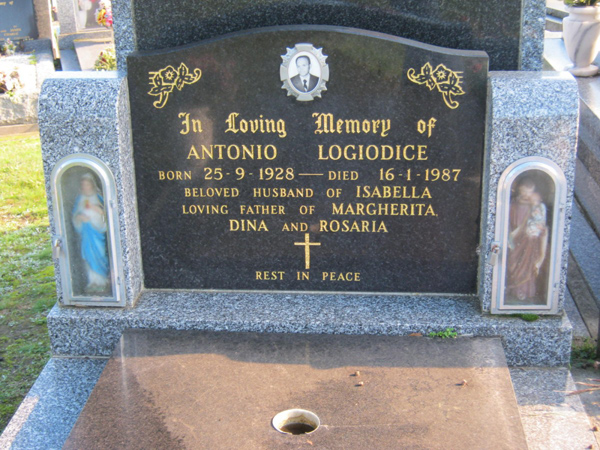 In Loving Memory of
ANTONIO LOGIODICE
BORN 25-9-1928 — DIED 16-1-1987
BELOVED HUSBAND OF ISABELLA
LOVING FATHER OF MARGHERITA,
DINA AND ROSARIA
REST IN PEACE